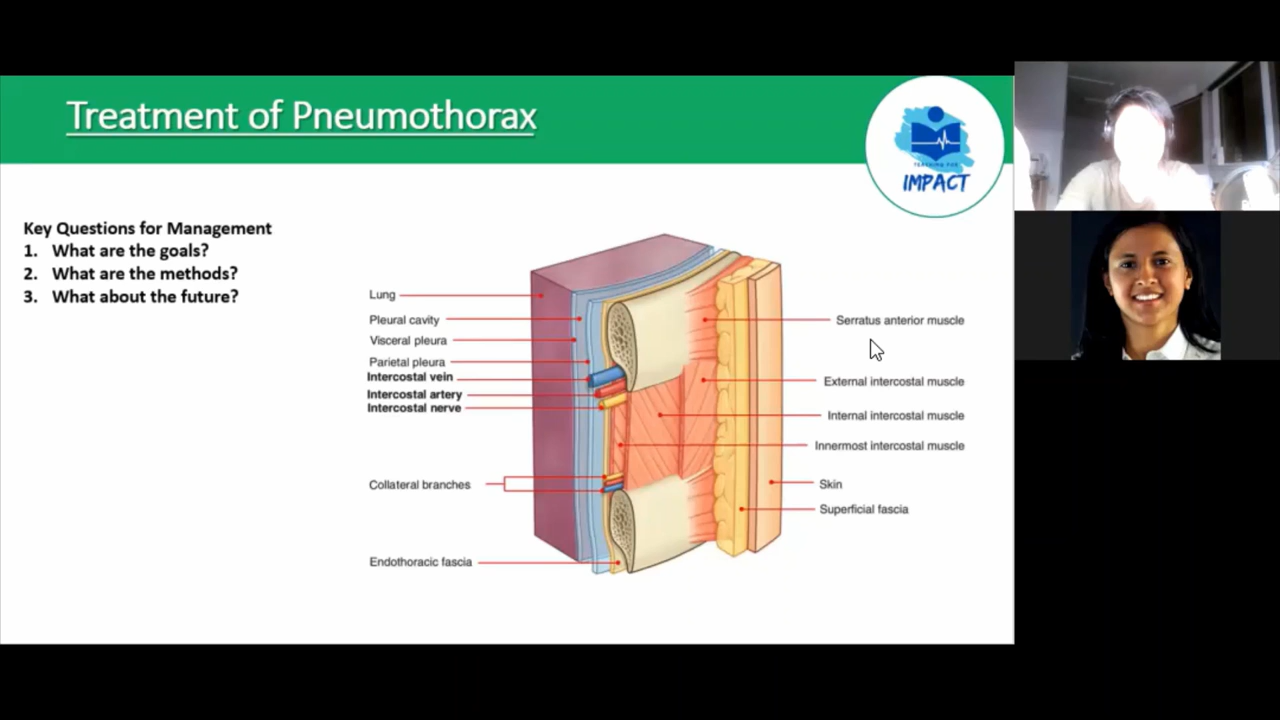 Treatment of Pneumothorax
TEACHING FOR
IMPACT
Key Questions for Management
1. What are the goals?
2. What are the methods?
3. What about the future?
Lung
Pleural cavity
Visceral pleura
Parietal pleura
Intercostal vein
Intercostal artery
Intercostal nerve
Collateral branches
Endothoracic fascia
Serratus anterior muscle
External intercostal muscle
Internal intercostal muscle
Innermost intercostal muscle
Skin
Superficial fascia